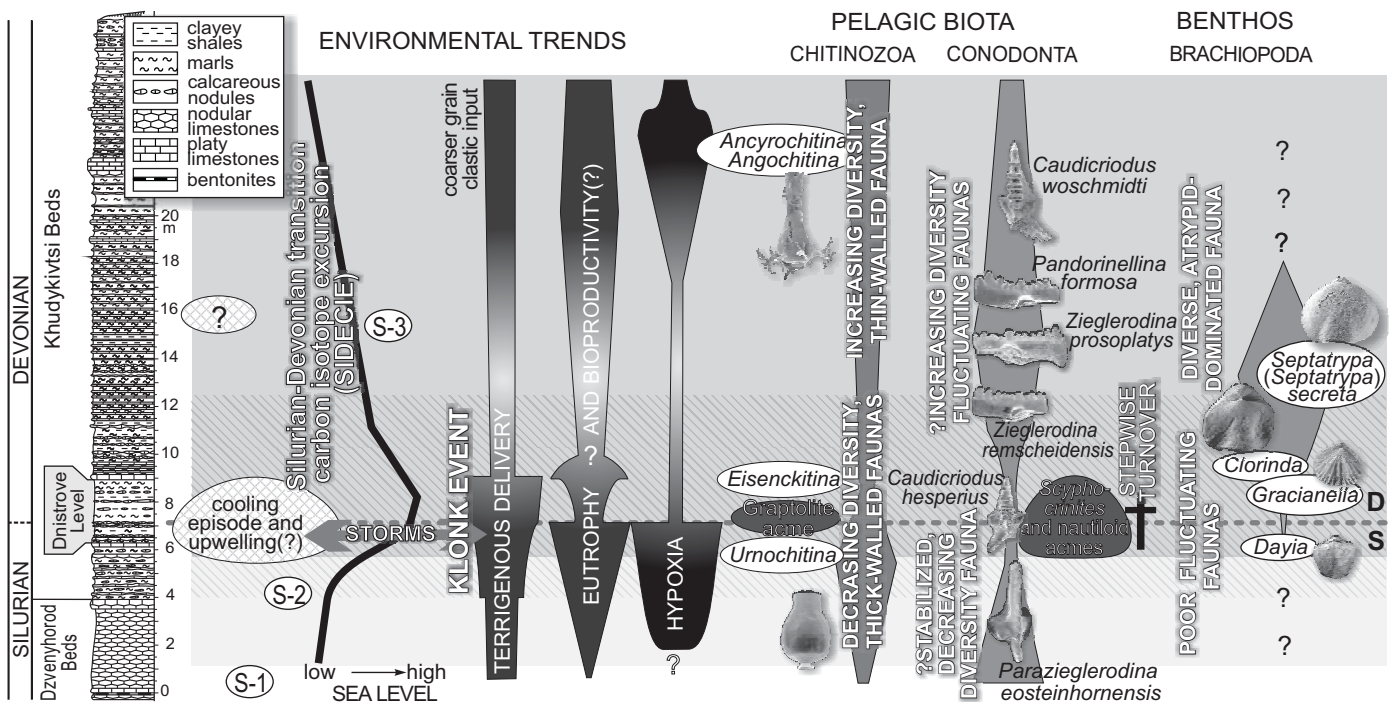 clayey
shales
marls
calcareous
nodules
nodular
limestones
platy
limestones
bentonites
ENVIRONMENTAL TRENDS
PELAGIC BIOTA
CHITINOZOA
CONODONTA
BENTHOS
BRACHIOPODA
DEVONIAN
SILURIAN
Khudykivtsi Beds
Dnistrove
Level
Dzvenyhorod
Beds
20
m
18
16
14
12
10
8
6
4
2
0
?
cooling
episode and
upwelling(?)
S-3
S-2
S-1
Silurian-Devonian transition
carbon isotope excursion
(SIDECIE)
STORMS
low
high
SEA LEVEL
KLONK EVENT
coarser grain
clastic input
TERRIGENOUS DELIVERY
EUTROPHY -?- AND BIOPRODUCTIVITY(?)
HYPOXIA
?
Ancyrochitina
Angochitina
Eisenckitina
Graptolite
acme
Urnochitina
INCREASING DIVERSITY,
THIN-WALLED FAUNA
DECRASING DIVERSITY,
THICK-WALLED FAUNAS
?INCREASING DIVERSITY
FLUCTUATING FAUNAS
?STABILIZED,
DECREASING
DIVERSITY FAUNA
Caudicriodus
woschmidti
Pandorinellina
formosa
Zieglerodina
prosoplatys
Zieglerodina
remscheidensis
Caudicriodus
hesperius
Parazieglerodina
eosteinhornensis
Scypho-
crinites
and nautiloid
acmes
STEPWISE
TURNOVER
DIVERSE, ATRYPID-
DOMINATED FAUNA
POOR FLUCTUATING
FAUNAS
?
?
?
Septatrypa
(Septatrypa)
secreta
Clorinda
Gracianella
D
S
Dayia
?
?